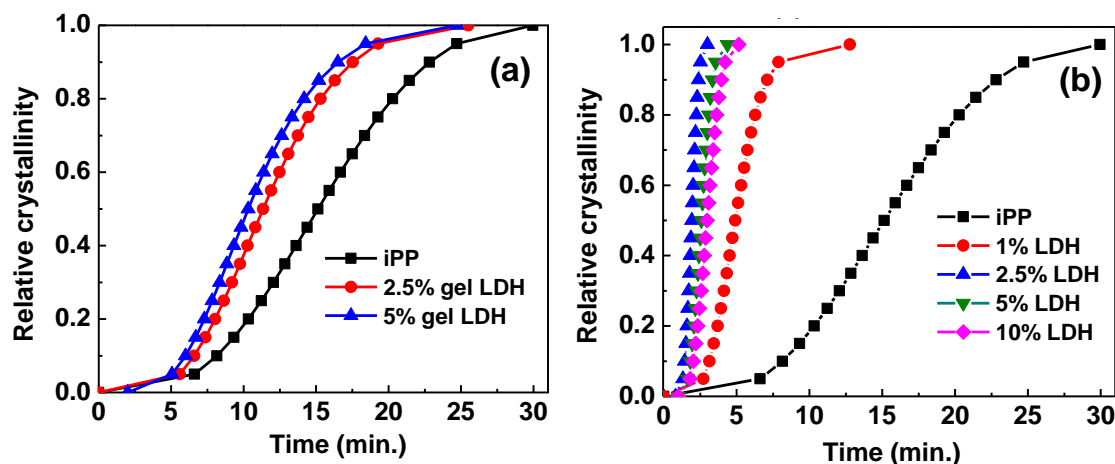 (a)
Relative crystallinity
1.0
0.8
0.6
0.4
0.2
0.0
iPP
2.5% gel LDH
5% gel LDH
0 5 10 15 20 25 30
Time (min.)
(b)
Relative crystallinity
1.0
0.8
0.6
0.4
0.2
0.0
iPP
1% LDH
2.5% LDH
5% LDH
10% LDH
0 5 10 15 20 25 30
Time (min.)